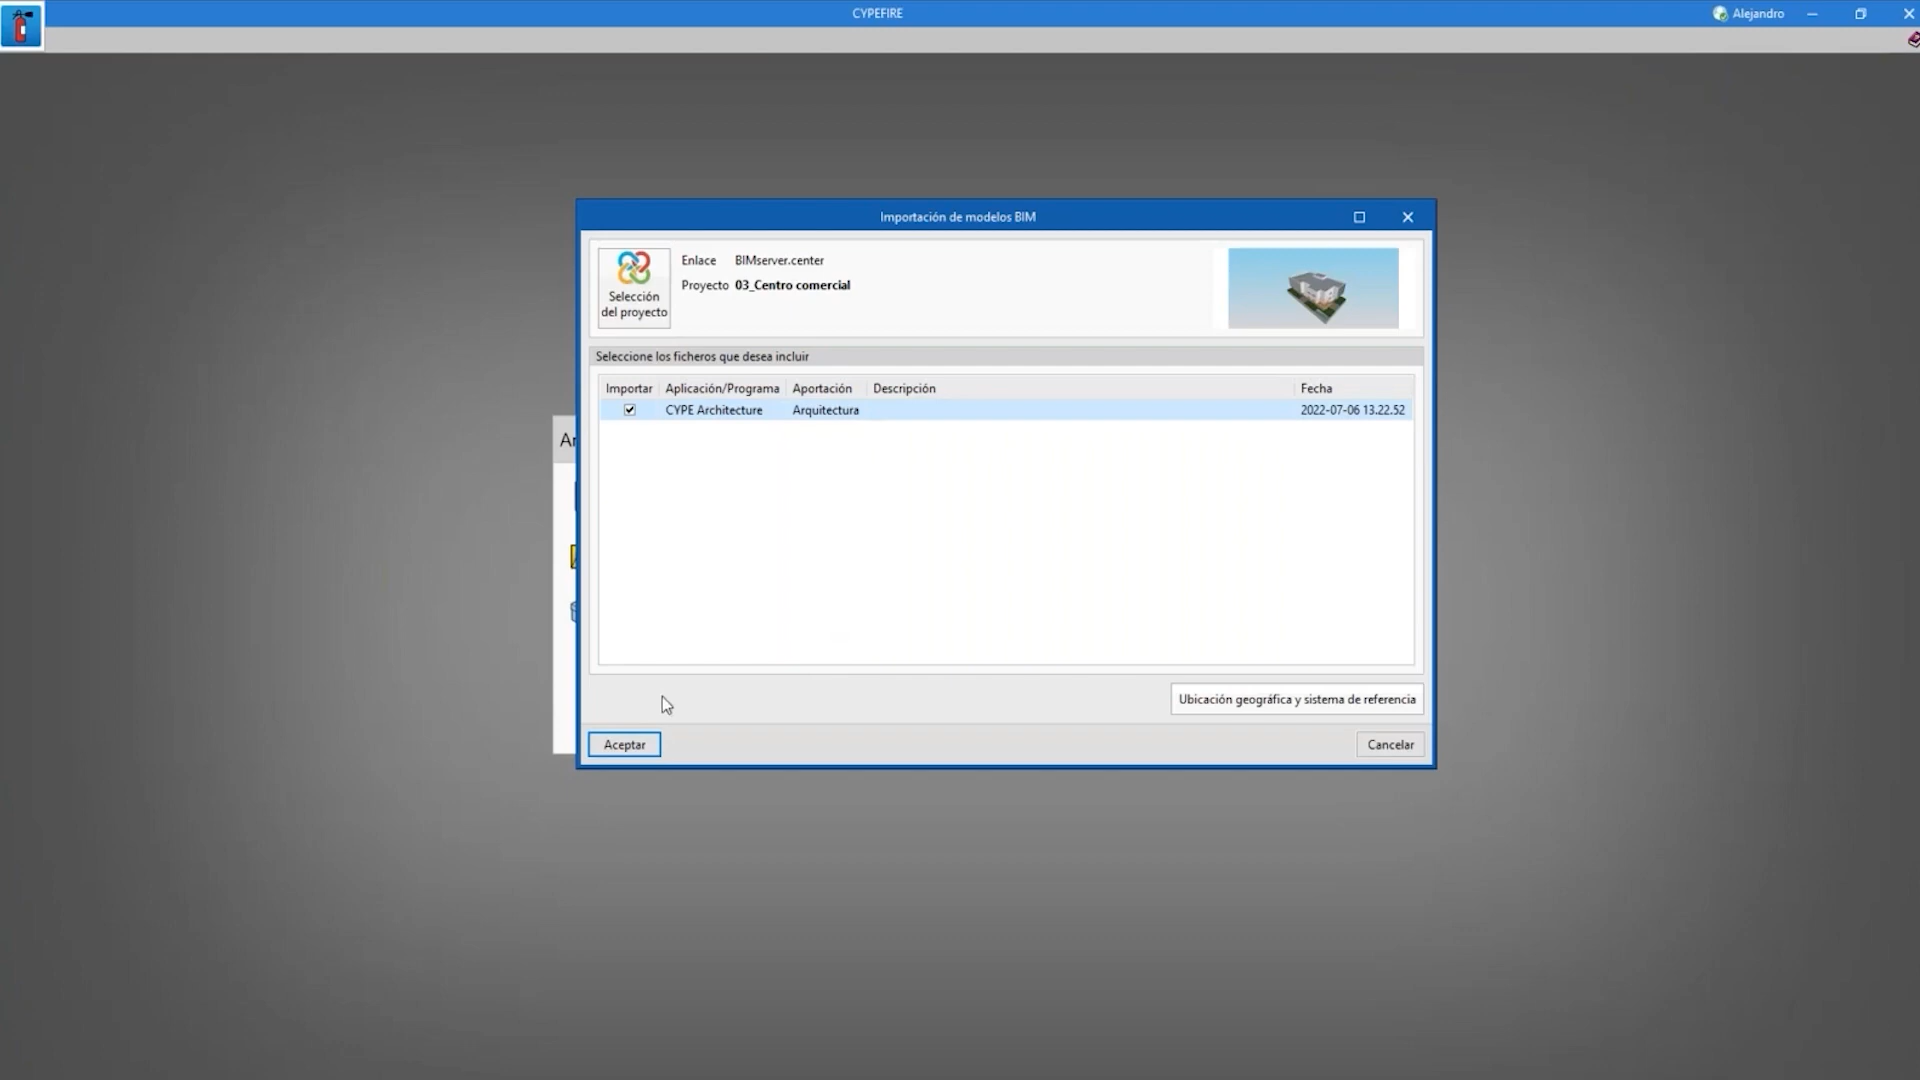 CYPEFIRE
Alejandro
Importación de modelos BIM
Selección
del proyecto
Enlace BIMserver.center
Proyecto 03_Centro comercial
Seleccione los ficheros que desea incluir
Importar Aplicación/Programa Aportación Descripción Fecha
CYPE Architecture Arquitectura 2022-07-06 13.22.52
Ubicación geográfica y sistema de referencia
Aceptar Cancelar